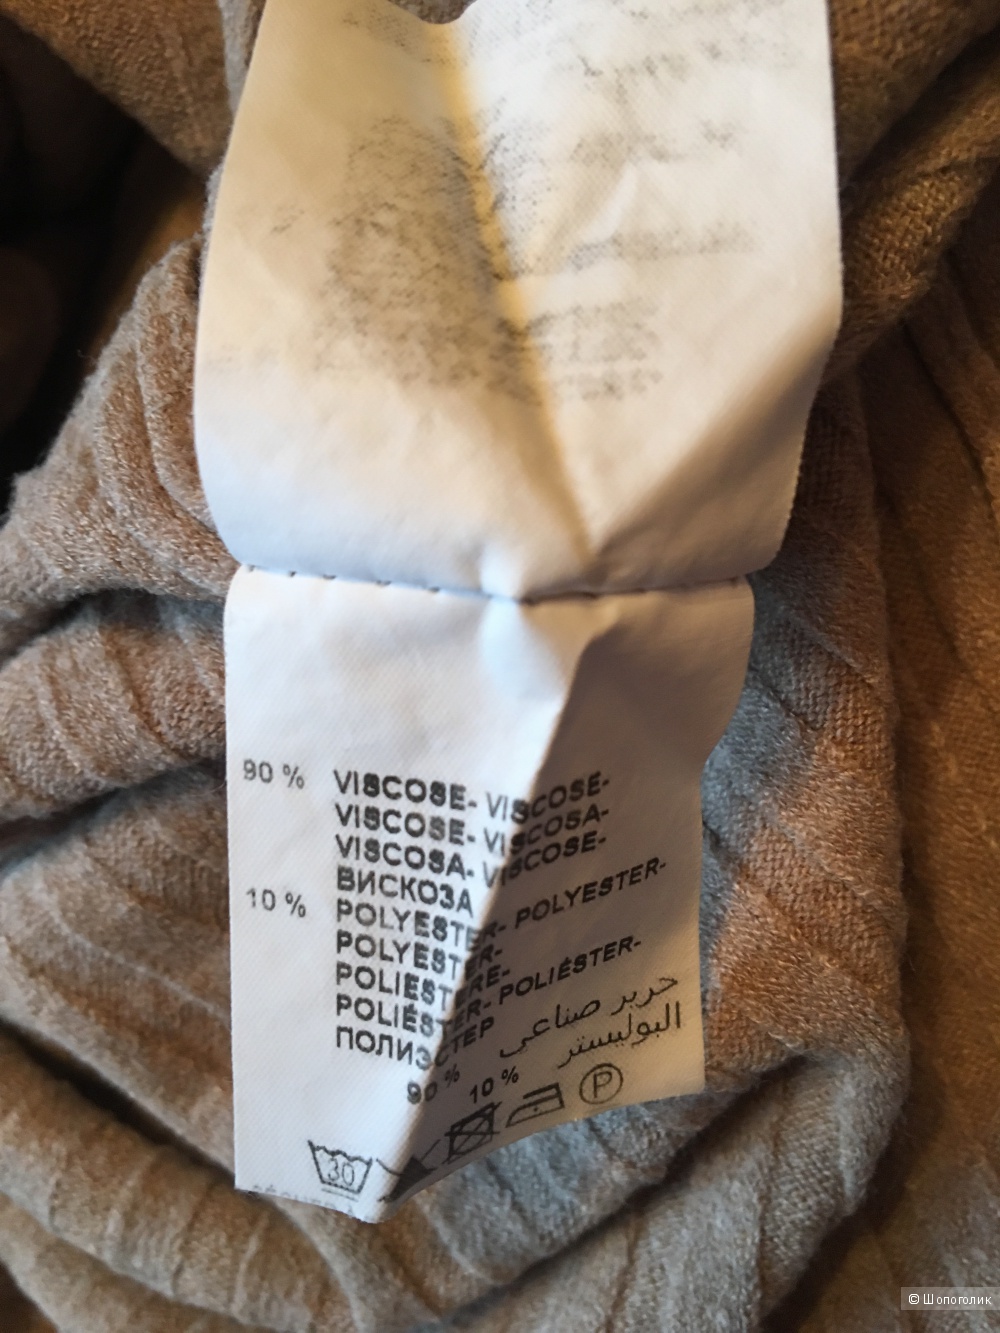 90 % VISCOSE- VISCOSE-
VISCOSE- VISCOSA-
VISCOSA- VISCOSE-
ВИСКОЗА
10 % POLYESTER- POLYESTER-
POLYESTER-
POLIESTERE-
POLIÉSTER- POLIÉSTER-
ПОЛИЭСТЕР
حرير صناعي
البوليستر
90 % 10 %
30
P
© Шопоголик